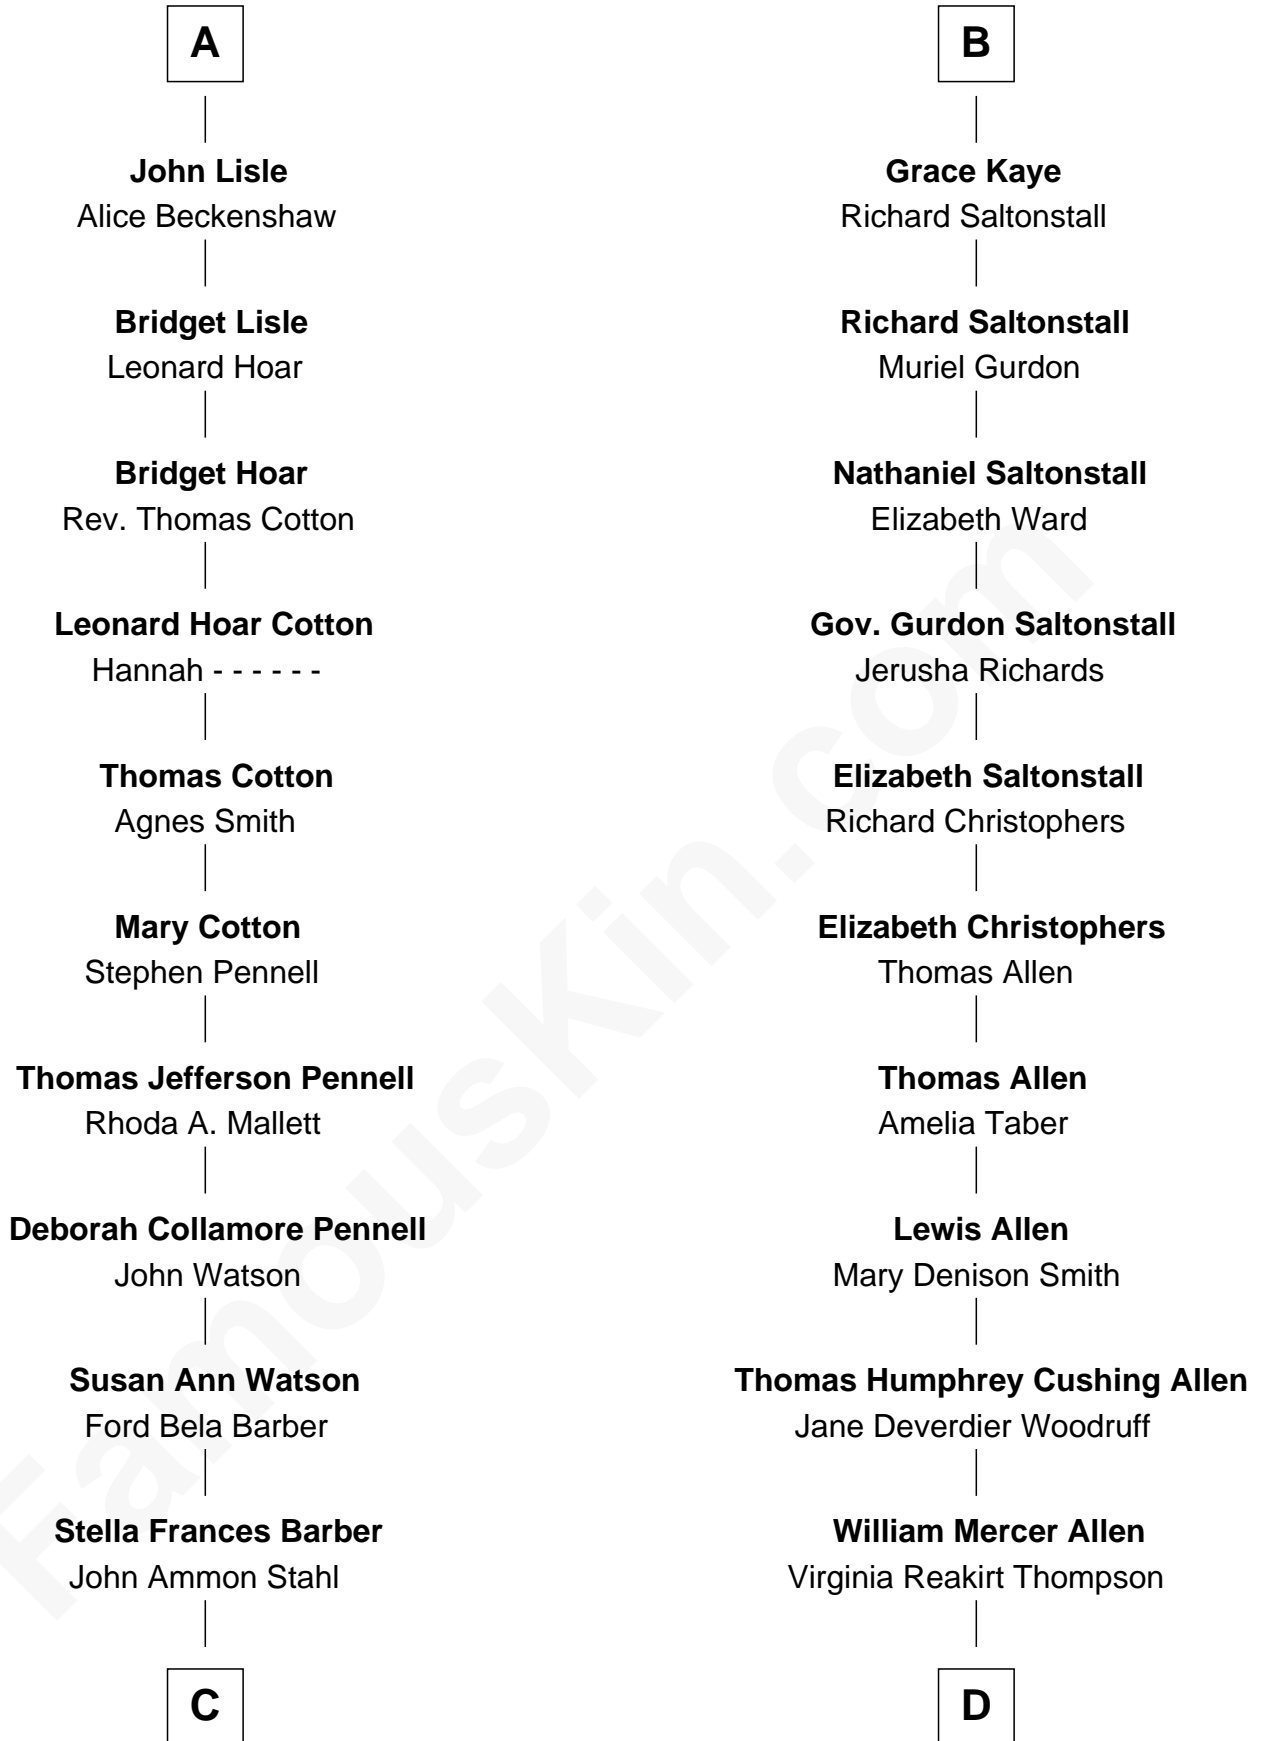 A
John Lisle
Alice Beckenshaw
Bridget Lisle
Leonard Hoar
Bridget Hoar
Rev. Thomas Cotton
Leonard Hoar Cotton
Hannah - - - - - -
Thomas Cotton
Agnes Smith
Mary Cotton
Stephen Pennell
Thomas Jefferson Pennell
Rhoda A. Mallett
Deborah Collamore Pennell
John Watson
Susan Ann Watson
Ford Bela Barber
Stella Frances Barber
John Ammon Stahl
C
B
Grace Kaye
Richard Saltonstall
Richard Saltonstall
Muriel Gurdon
Nathaniel Saltonstall
Elizabeth Ward
Gov. Gurdon Saltonstall
Jerusha Richards
Elizabeth Saltonstall
Richard Christophers
Elizabeth Christophers
Thomas Allen
Thomas Allen
Amelia Taber
Lewis Allen
Mary Denison Smith
Thomas Humphrey Cushing Allen
Jane Deverdier Woodruff
William Mercer Allen
Virginia Reakirt Thompson
D
FamousKin.com